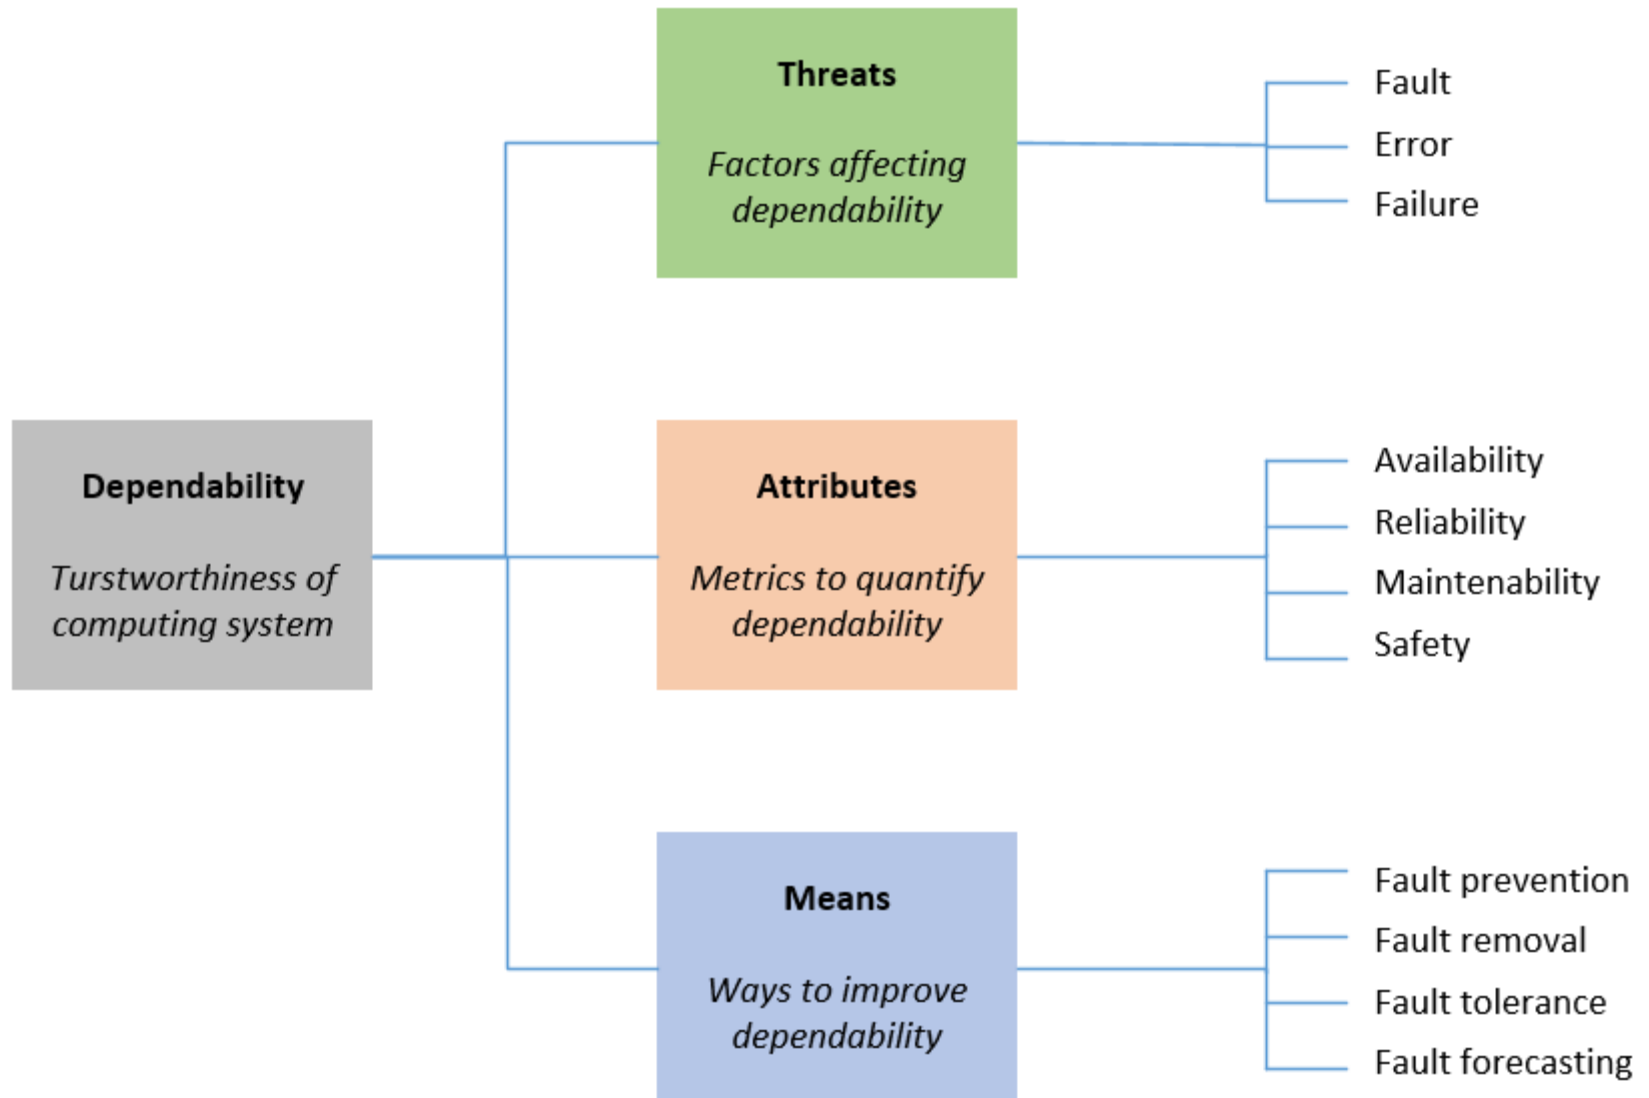 Threats
Factors affecting
dependability
Fault
Error
Failure
Dependability
Turstworthiness of
computing system
Attributes
Metrics to quantify
dependability
Availability
Reliability
Maintenability
Safety
Means
Ways to improve
dependability
Fault prevention
Fault removal
Fault tolerance
Fault forecasting